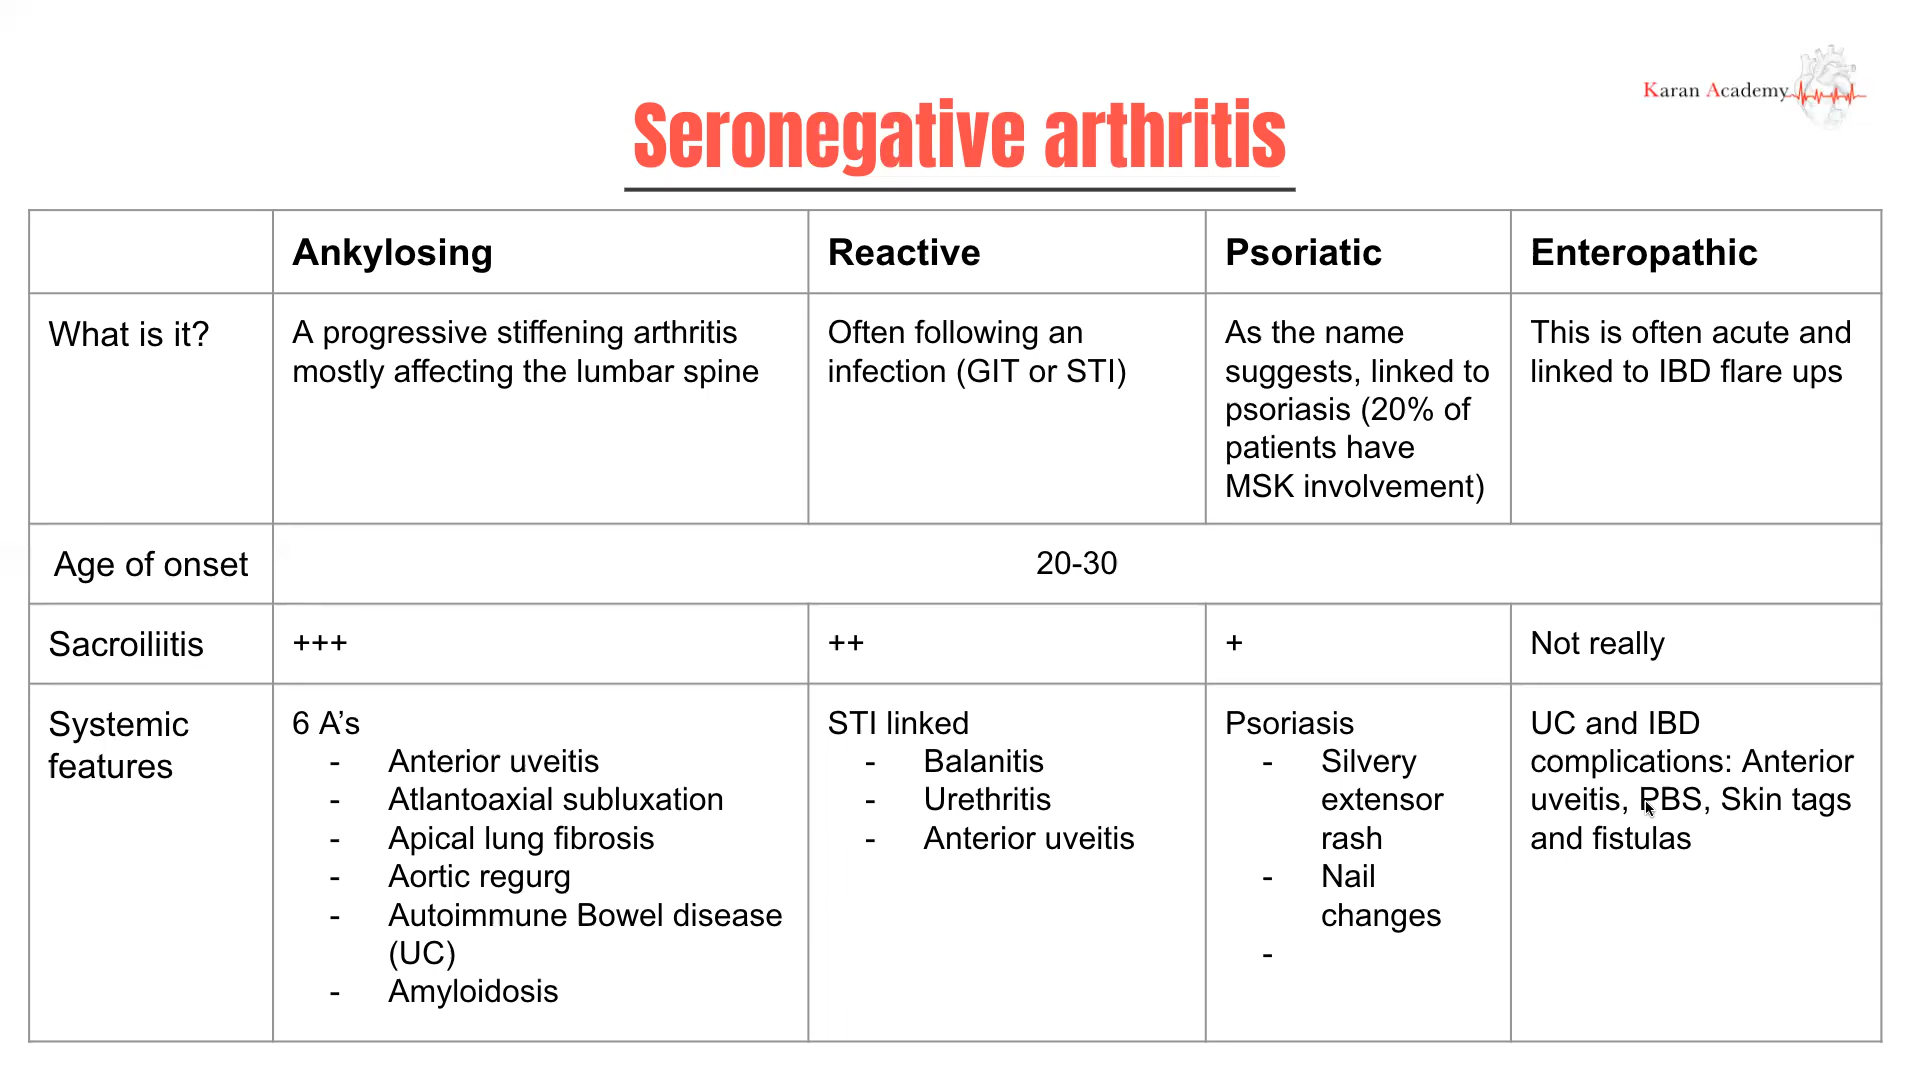 Karan Academy
Seronegative arthritis
Ankylosing
Reactive
Psoriatic
Enteropathic
What is it?
A progressive stiffening arthritis
mostly affecting the lumbar spine
Often following an
infection (GIT or STI)
As the name
suggests, linked to
psoriasis (20% of
patients have
MSK involvement)
This is often acute and
linked to IBD flare ups
Age of onset
20-30
Sacroiliitis
+++
++
+
Not really
Systemic
features
6 A’s
- Anterior uveitis
- Atlantoaxial subluxation
- Apical lung fibrosis
- Aortic regurg
- Autoimmune Bowel disease
(UC)
- Amyloidosis
STI linked
- Balanitis
- Urethritis
- Anterior uveitis
Psoriasis
- Silvery
extensor
rash
- Nail
changes
-
UC and IBD
complications: Anterior
uveitis, PBS, Skin tags
and fistulas